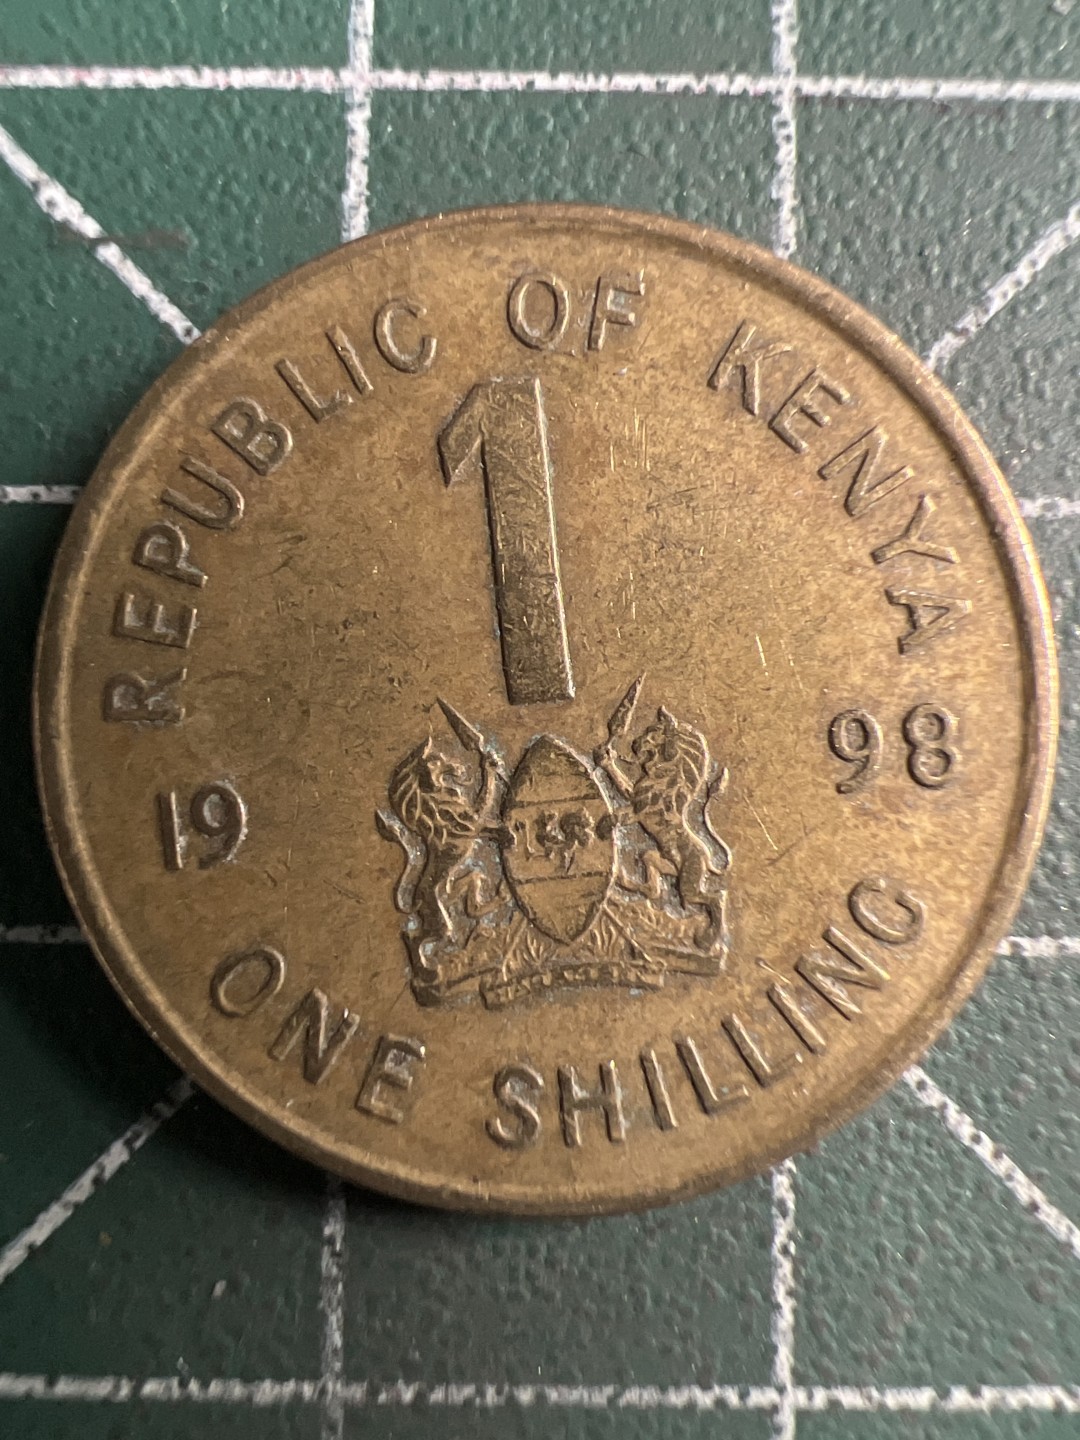 REPUBLIC OF KENYA
1
19 98
ONE SHILLING